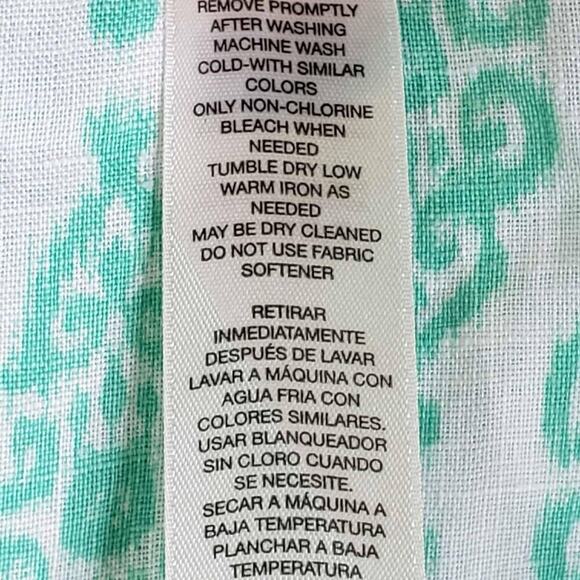 REMOVE PROMPTLY
AFTER WASHING
MACHINE WASH
COLD-WITH SIMILAR
COLORS
ONLY NON-CHLORINE
BLEACH WHEN
NEEDED
TUMBLE DRY LOW
WARM IRON AS
NEEDED
MAY BE DRY CLEANED
DO NOT USE FABRIC
SOFTENER
RETIRAR
INMEDIATAMENTE
DESPUÉS DE LAVAR
LAVAR A MÁQUINA CON
AGUA FRIA CON
COLORES SIMILARES.
USAR BLANQUEADOR
SIN CLORO CUANDO
SE NECESITE.
SECAR A MÁQUINA A
BAJA TEMPERATURA
PLANCHAR A BAJA
TEMPERATURA